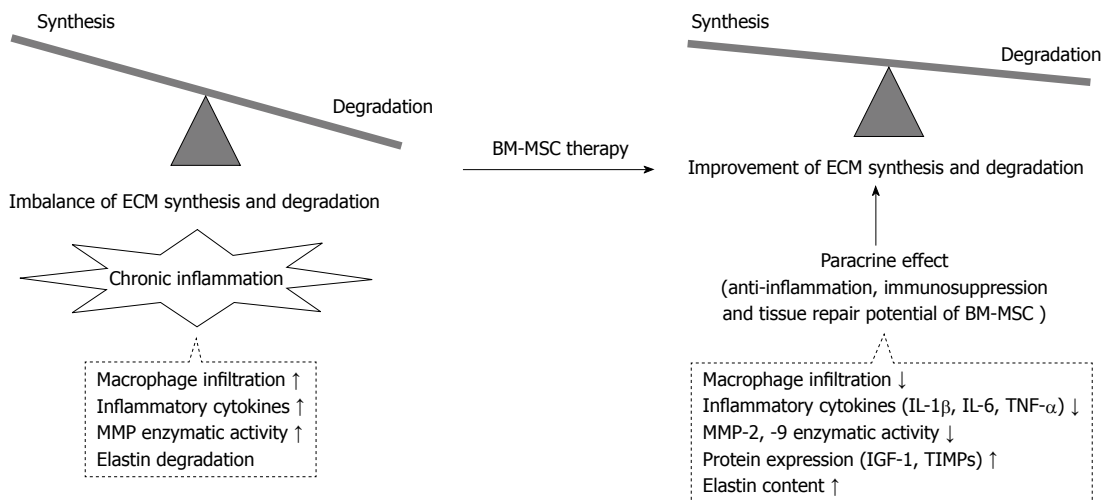 Synthesis
Degradation
Imbalance of ECM synthesis and degradation
Chronic inflammation
Macrophage infiltration ↑
Inflammatory cytokines ↑
MMP enzymatic activity ↑
Elastin degradation
BM-MSC therapy
Synthesis
Degradation
Improvement of ECM synthesis and degradation
Paracrine effect
(anti-inflammation, immunosuppression
and tissue repair potential of BM-MSC )
Macrophage infiltration ↓
Inflammatory cytokines (IL-1β, IL-6, TNF-α) ↓
MMP-2, -9 enzymatic activity ↓
Protein expression (IGF-1, TIMPs) ↑
Elastin content ↑